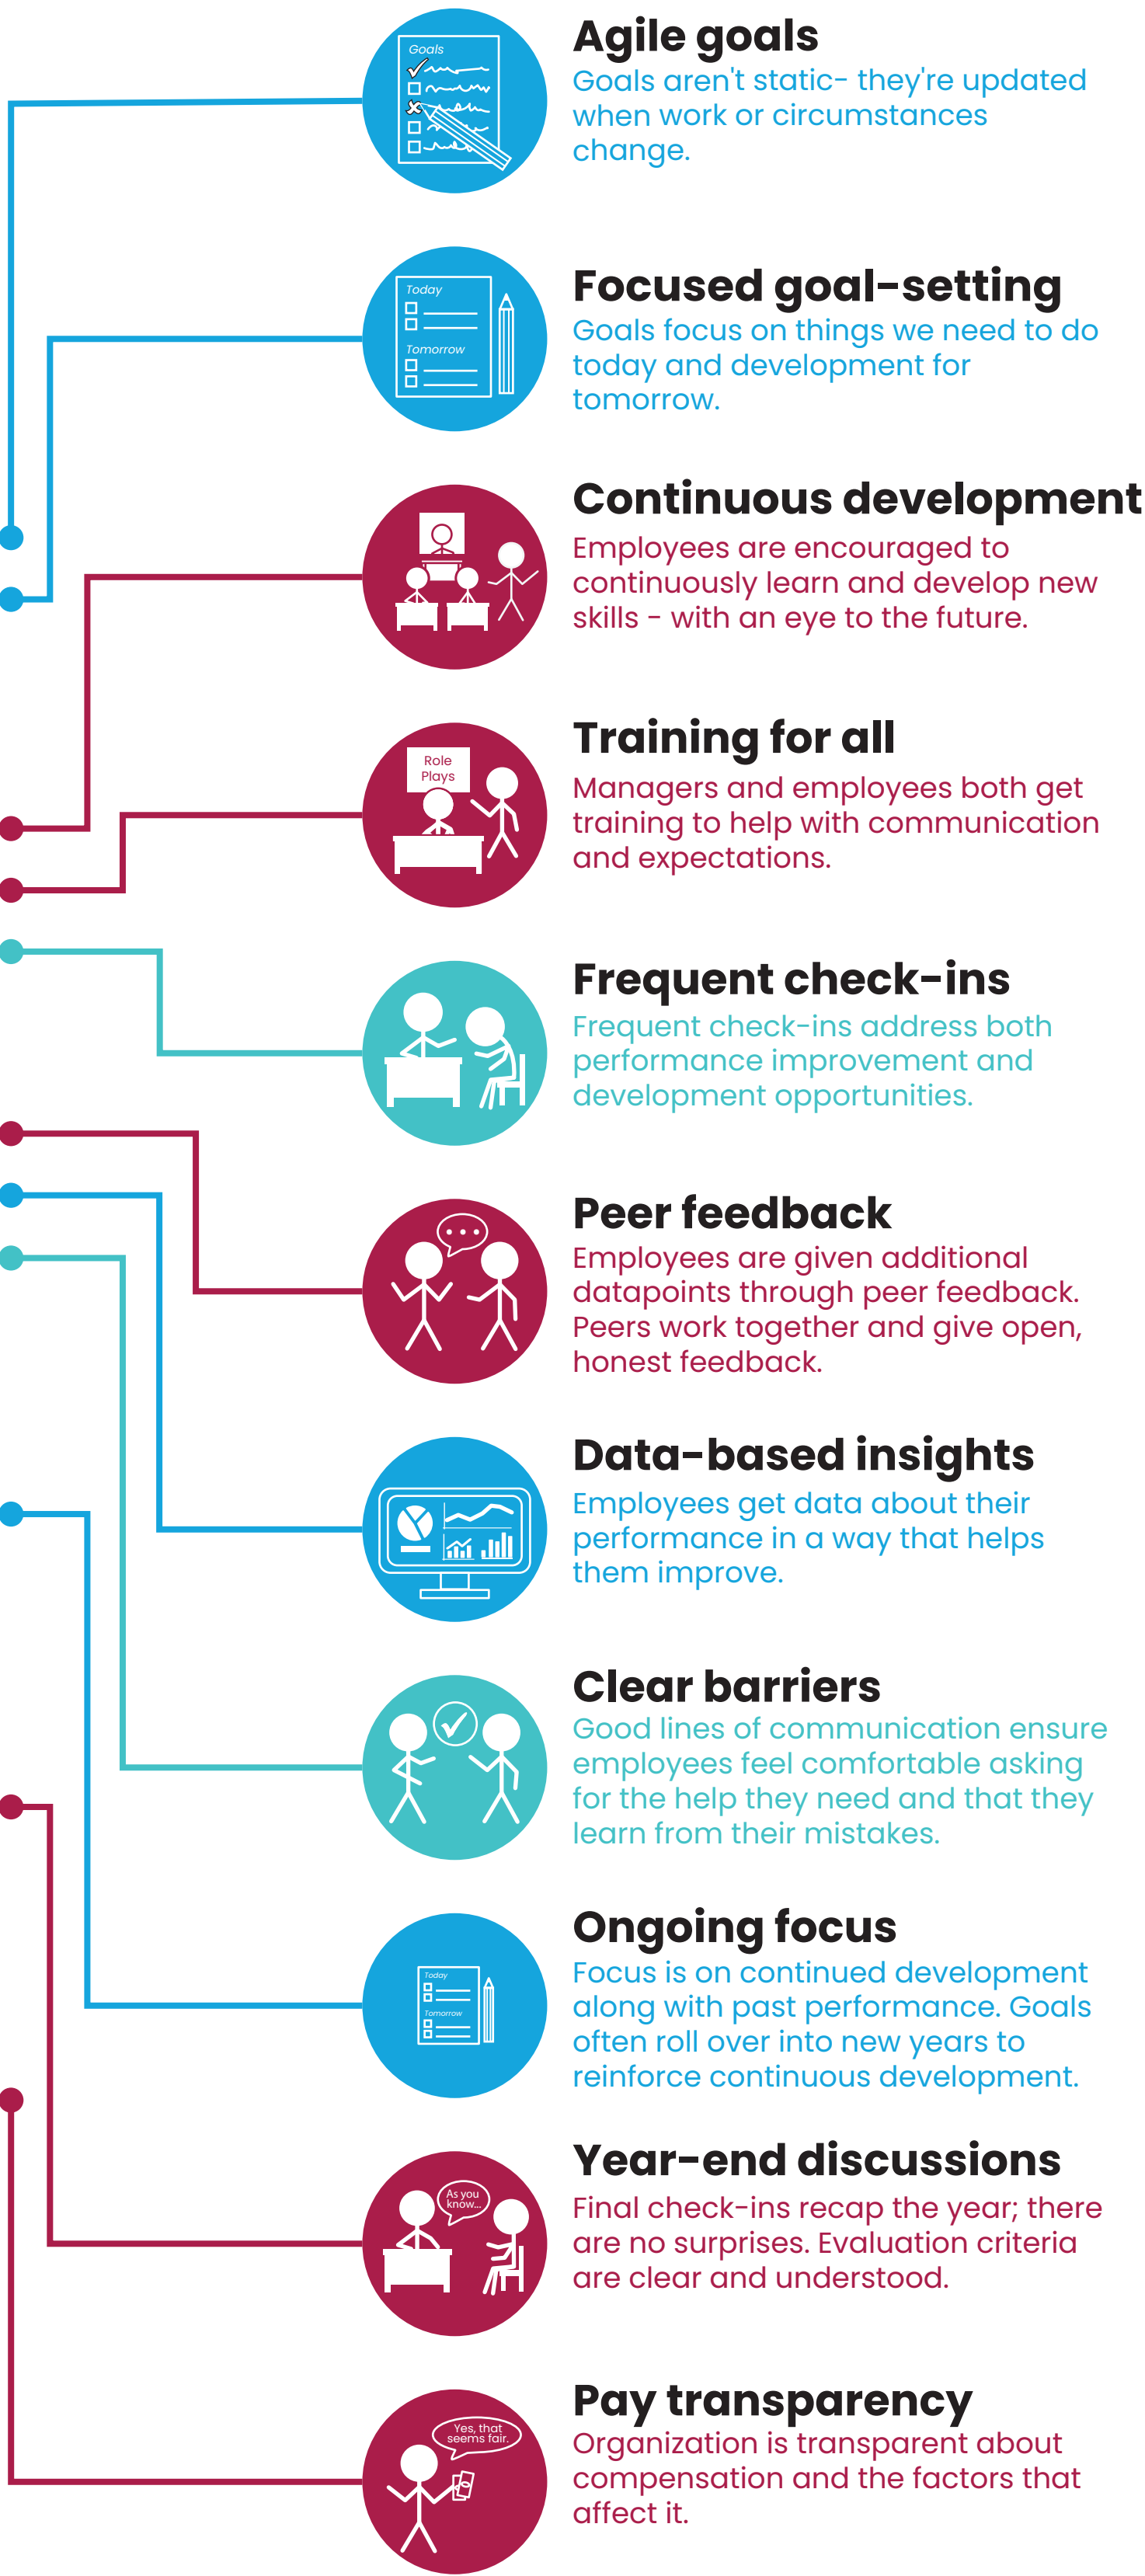 Goals
Agile goals
Goals aren't static- they're updated
when work or circumstances
change.
Today
Tomorrow
Focused goal-setting
Goals focus on things we need to do
today and development for
tomorrow.
Continuous development
Employees are encouraged to
continuously learn and develop new
skills - with an eye to the future.
Role
Plays
Training for all
Managers and employees both get
training to help with communication
and expectations.
Frequent check-ins
Frequent check-ins address both
performance improvement and
development opportunities.
Peer feedback
Employees are given additional
datapoints through peer feedback.
Peers work together and give open,
honest feedback.
Data-based insights
Employees get data about their
performance in a way that helps
them improve.
Clear barriers
Good lines of communication ensure
employees feel comfortable asking
for the help they need and that they
learn from their mistakes.
Today
Tomorrow
Ongoing focus
Focus is on continued development
along with past performance. Goals
often roll over into new years to
reinforce continuous development.
As you
know...
Year-end discussions
Final check-ins recap the year; there
are no surprises. Evaluation criteria
are clear and understood.
Yes, that
seems fair.
Pay transparency
Organization is transparent about
compensation and the factors that
affect it.